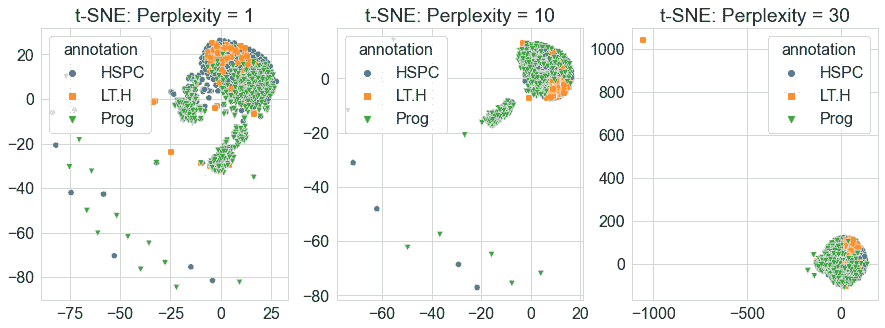 t-SNE: Perplexity = 1
annotation
HSPC
LT.H
Prog
20
0
−20
−40
−60
−80
−75
−50
−25
0
25
t-SNE: Perplexity = 10
annotation
HSPC
LT.H
Prog
0
−20
−40
−60
−80
−60
−40
−20
0
21
t-SNE: Perplexity = 30
annotation
HSPC
LT.H
Prog
1000
800
600
400
200
0
−1000
−500
0